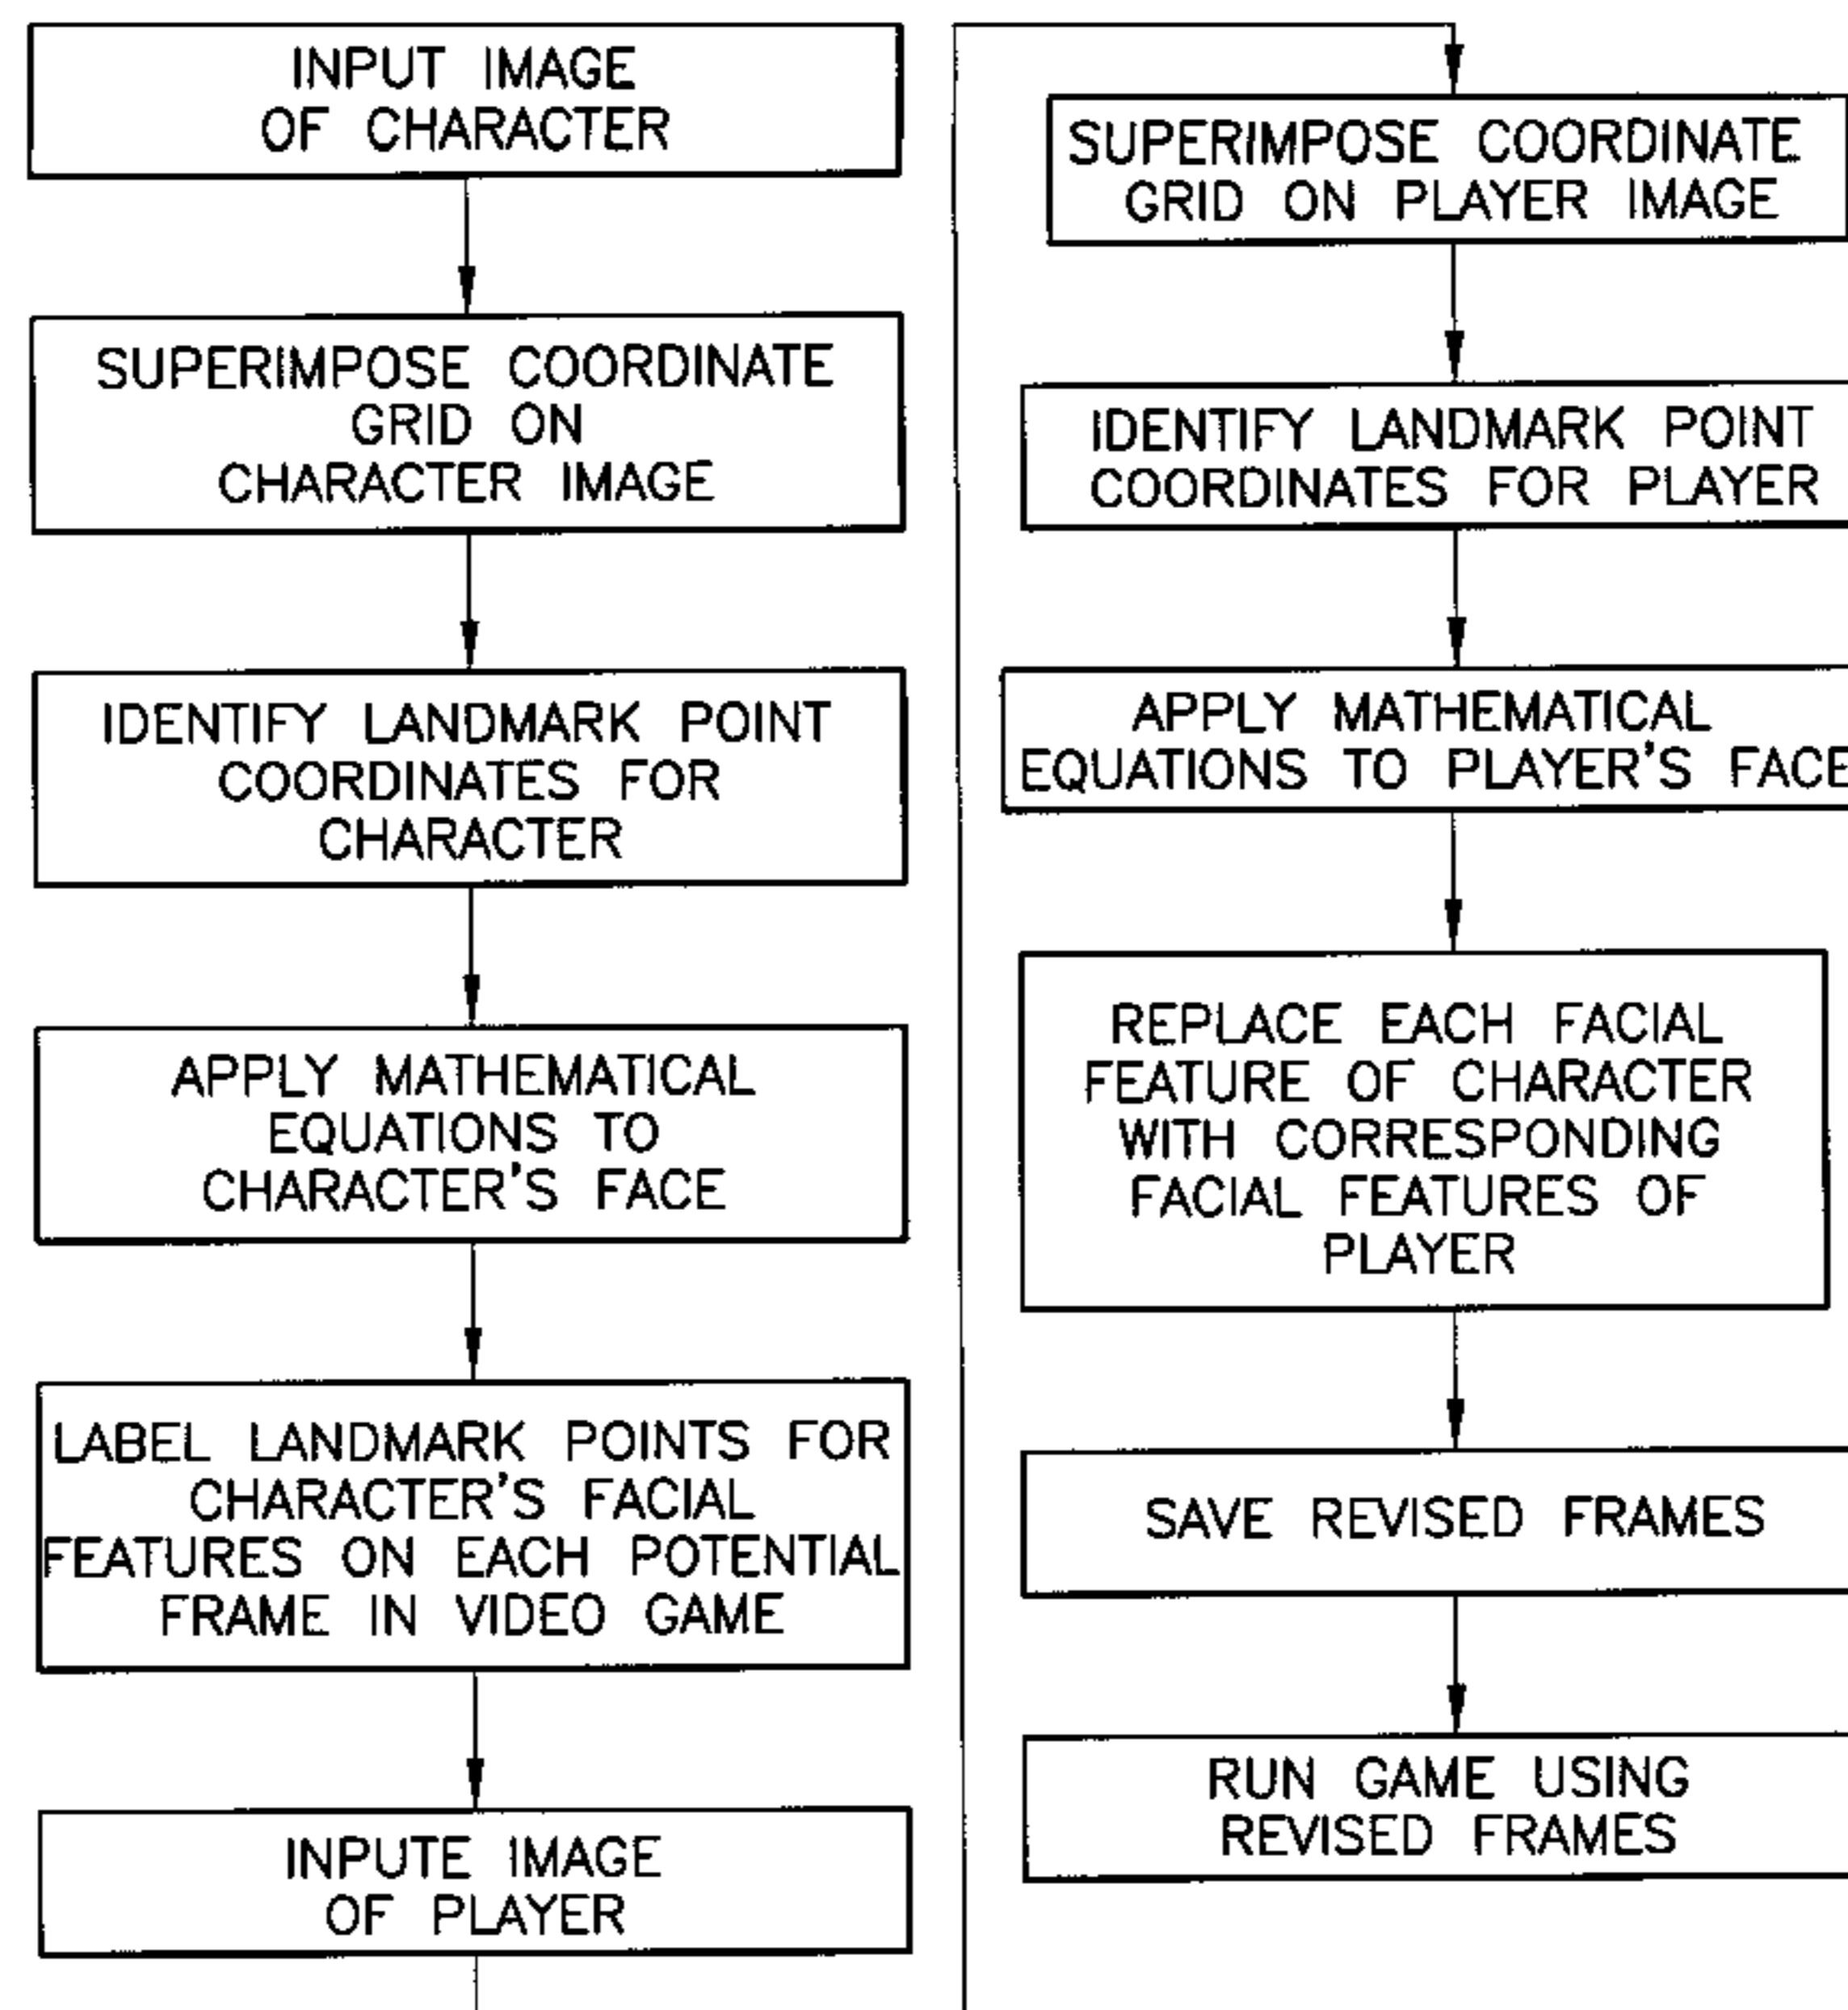 INPUT IMAGE
OF CHARACTER
SUPERIMPOSE COORDINATE
GRID ON
CHARACTER IMAGE
IDENTIFY LANDMARK POINT
COORDINATES FOR
CHARACTER
APPLY MATHEMATICAL
EQUATIONS TO
CHARACTER'S FACE
LABEL LANDMARK POINTS FOR
CHARACTER'S FACIAL
FEATURES ON EACH POTENTIAL
FRAME IN VIDEO GAME
INPUTE IMAGE
OF PLAYER
SUPERIMPOSE COORDINATE
GRID ON PLAYER IMAGE
IDENTIFY LANDMARK POINT
COORDINATES FOR PLAYER
APPLY MATHEMATICAL
EQUATIONS TO PLAYER'S FACE
REPLACE EACH FACIAL
FEATURE OF CHARACTER
WITH CORRESPONDING
FACIAL FEATURES OF
PLAYER
SAVE REVISED FRAMES
RUN GAME USING
REVISED FRAMES